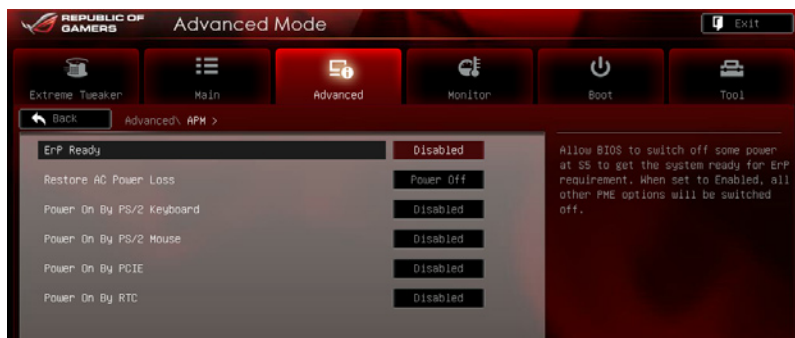 REPUBLIC OF
GAMERS
Advanced Mode
Exit
Extreme Tweaker
Main
Advanced
Monitor
Boot
Tool
Back
Advanced\ APM >
ErP Ready Disabled
Restore AC Power Loss Power Off
Power On By PS/2 Keyboard Disabled
Power On By PS/2 Mouse Disabled
Power On By PCIE Disabled
Power On By RTC Disabled
Allow BIOS to switch off some power
at S5 to get the system ready for ErP
requirement. When set to Enabled, all
other PME options will be switched
off.